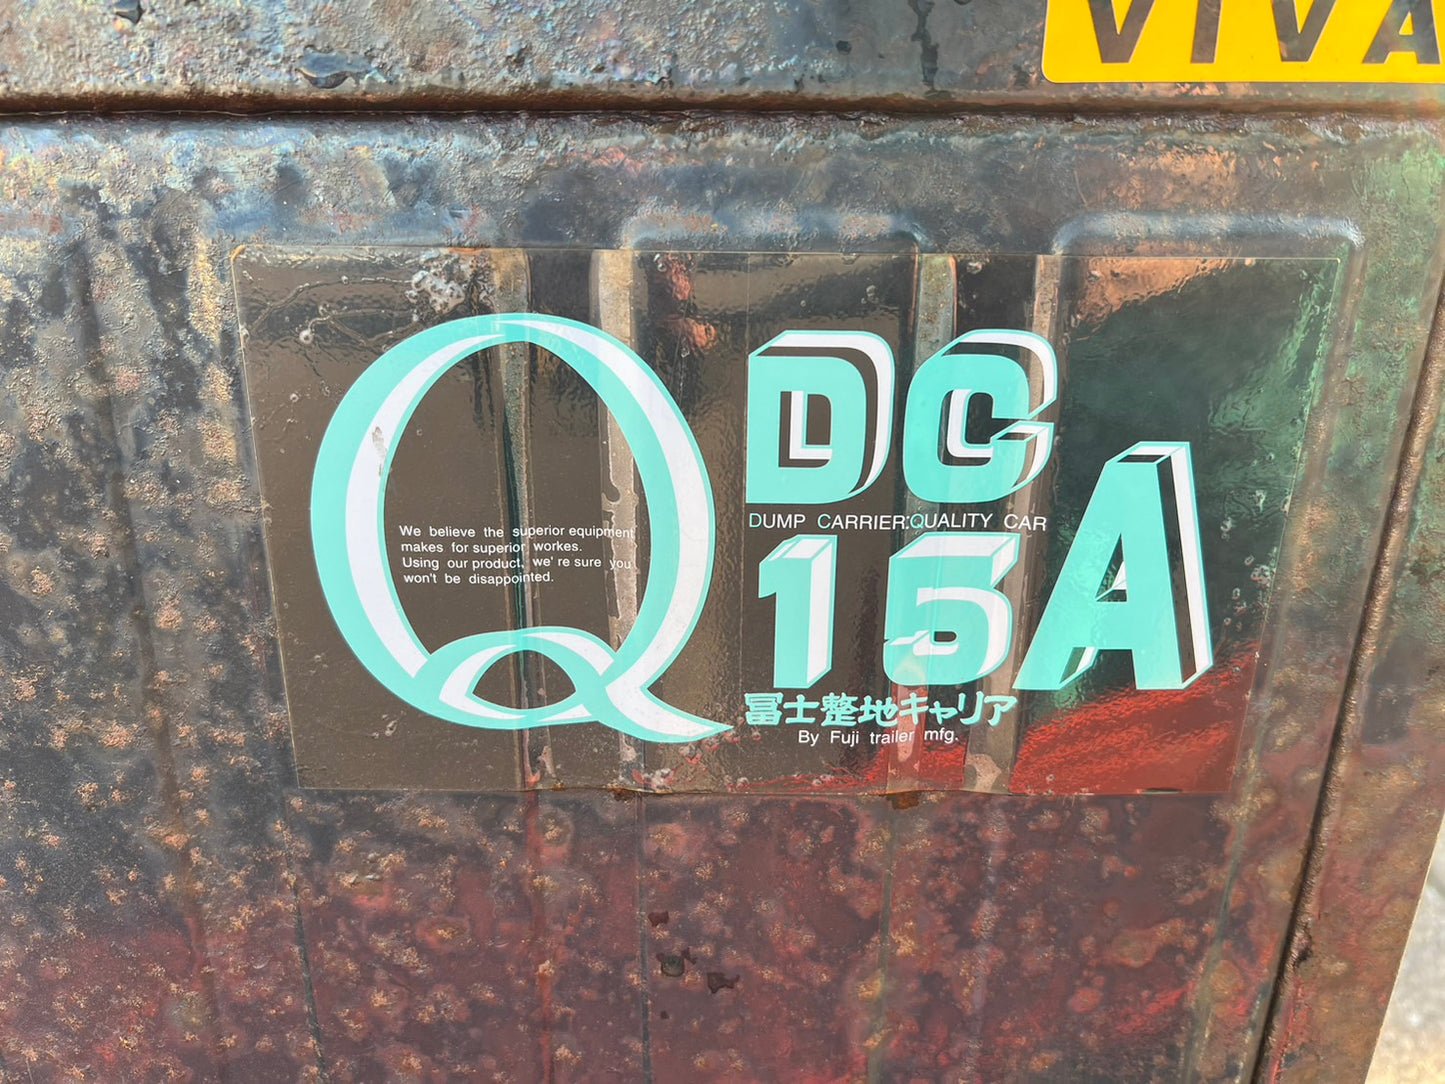 VIVA
Q
DC
DUMP CARRIER:QUALITY CAR
15A
We believe the superior equipment
makes for superior workes.
Using our product, we're sure you
won't be disappointed.
冨士整地キャリア
By Fuji trailer mfg.